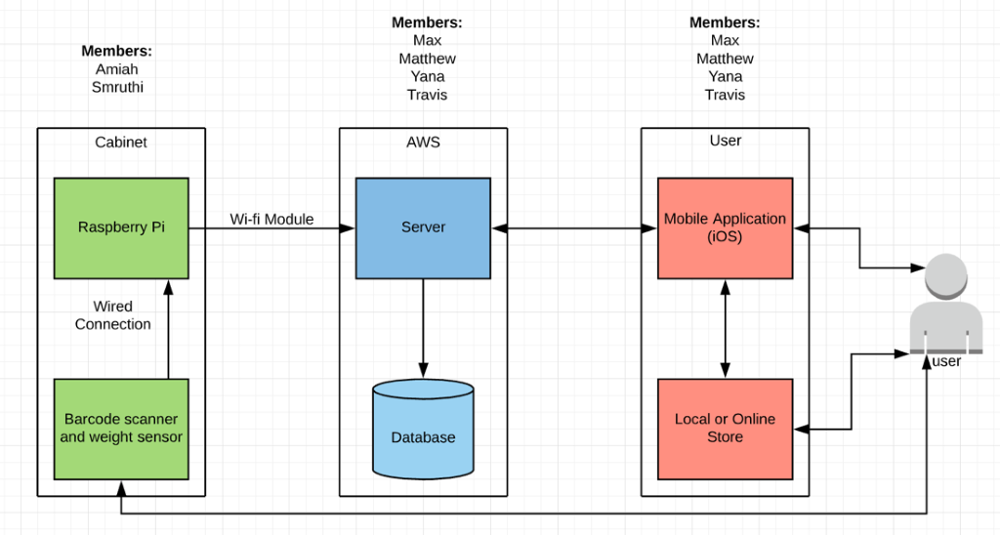 Members:
Amiah
Smruthi
Members:
Max
Matthew
Yana
Travis
Members:
Max
Matthew
Yana
Travis
Cabinet
Raspberry Pi
Wired
Connection
Barcode scanner
and weight sensor
Wi-fi Module
AWS
Server
Database
User
Mobile Application
(iOS)
Local or Online
Store
user